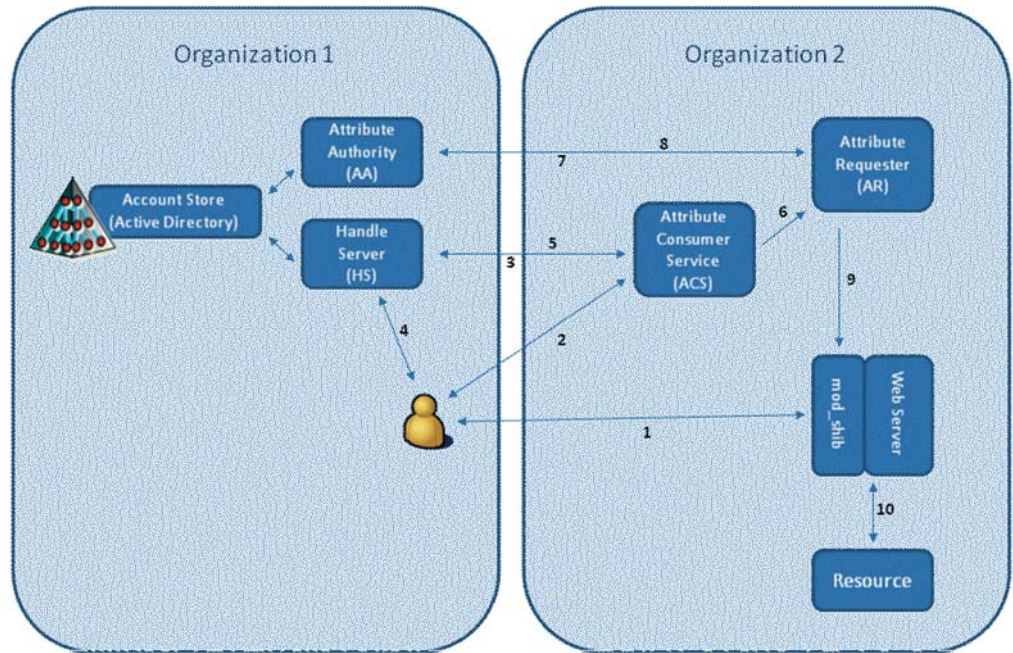 Organization 1
Organization 2
Attribute
Authority
(AA)
8
7
Attribute
Requester
(AR)
Account Store
(Active Directory)
Attribute
Consumer
Service
(ACS)
6
Handle
Server
(HS)
5
3
9
4
2
mod_shib
Web Server
1
10
Resource